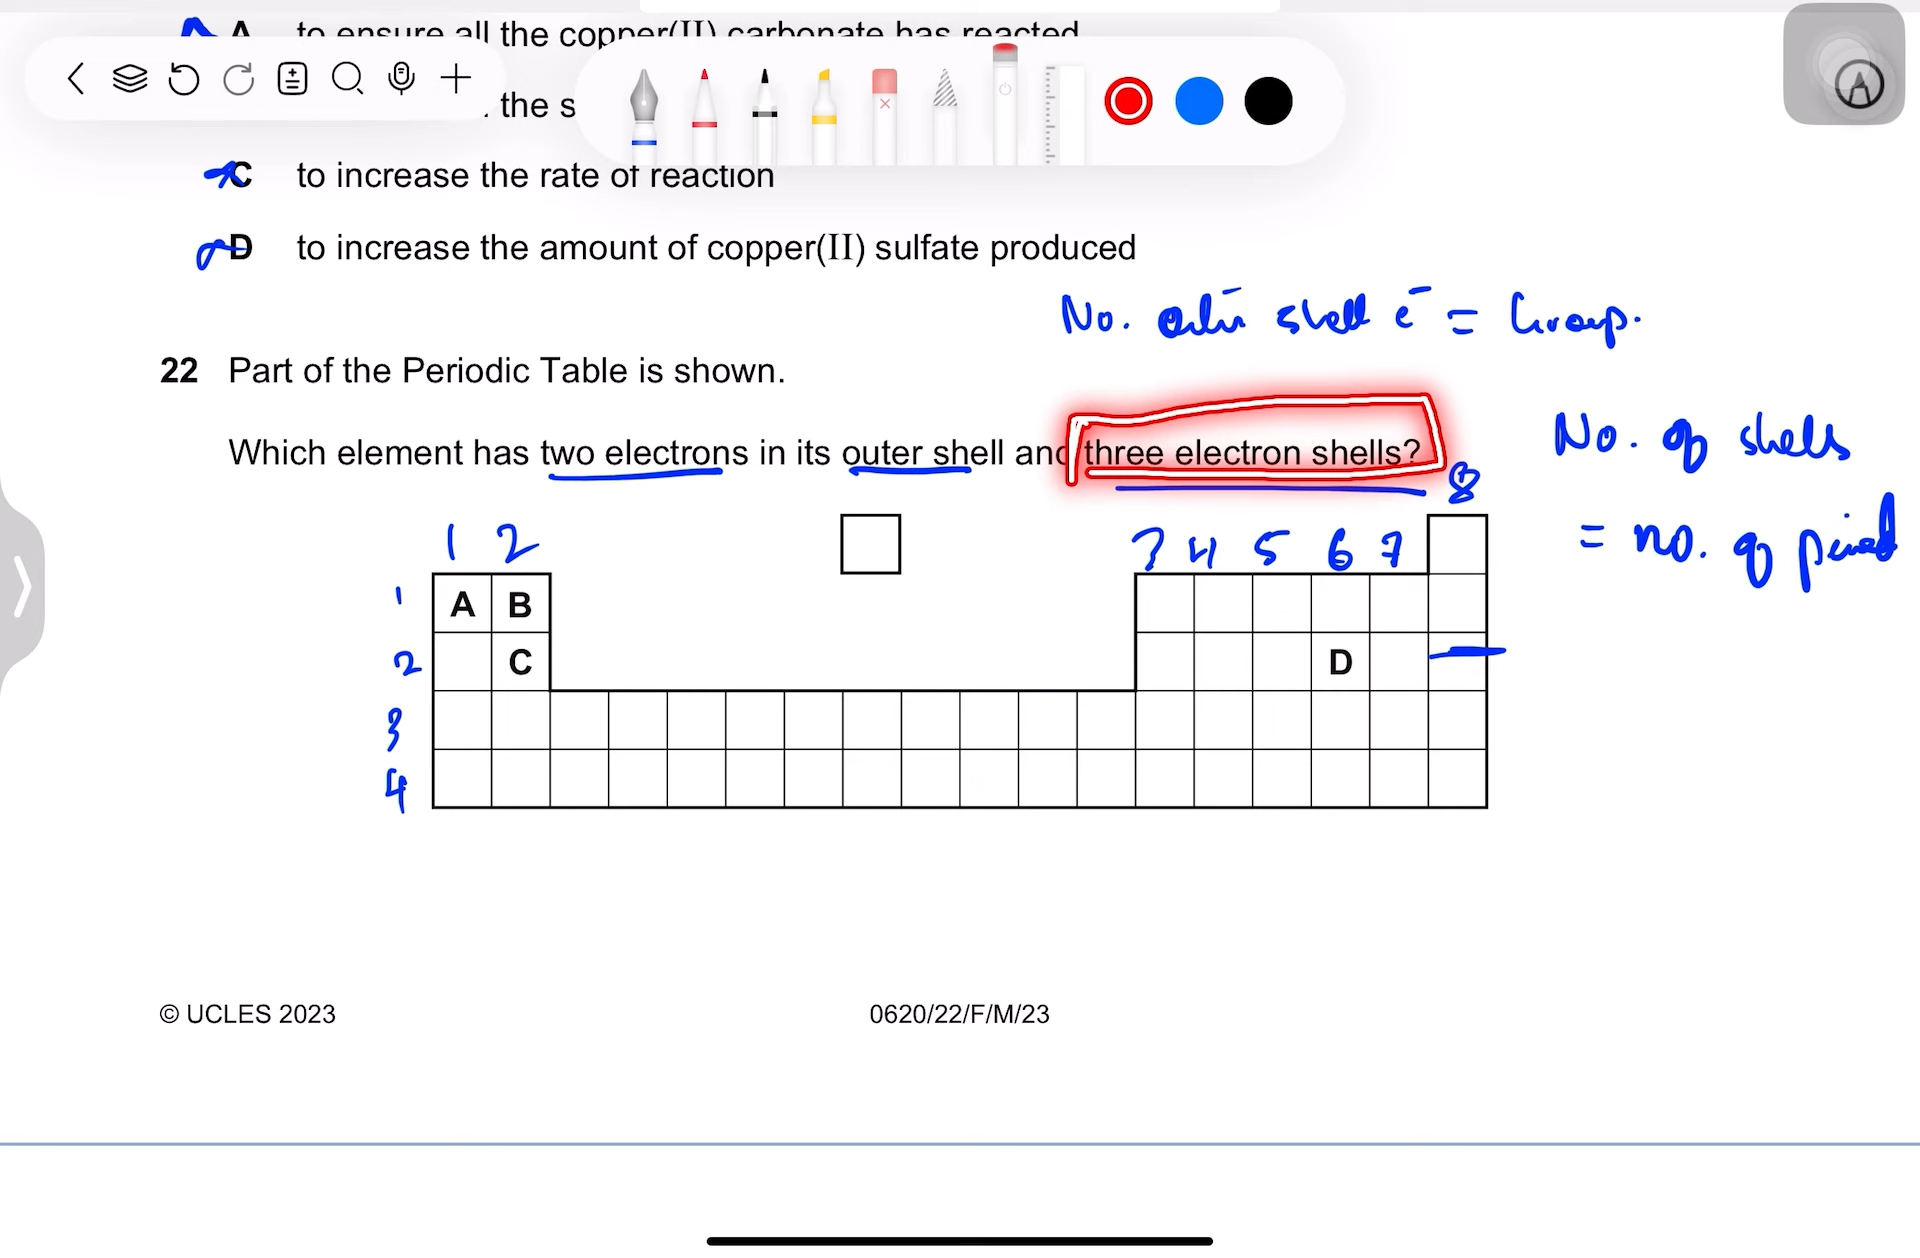 A to ensure all the copper(II) carbonate has reacted
the s
C to increase the rate of reaction
D to increase the amount of copper(II) sulfate produced
No. outer shell e⁻ = Group.
22 Part of the Periodic Table is shown.
Which element has two electrons in its outer shell and three electron shells?
No. of shells
= no. of period
8
1 2 3 4 5 6 7
1 A B
2 C D
3
4
© UCLES 2023
0620/22/F/M/23